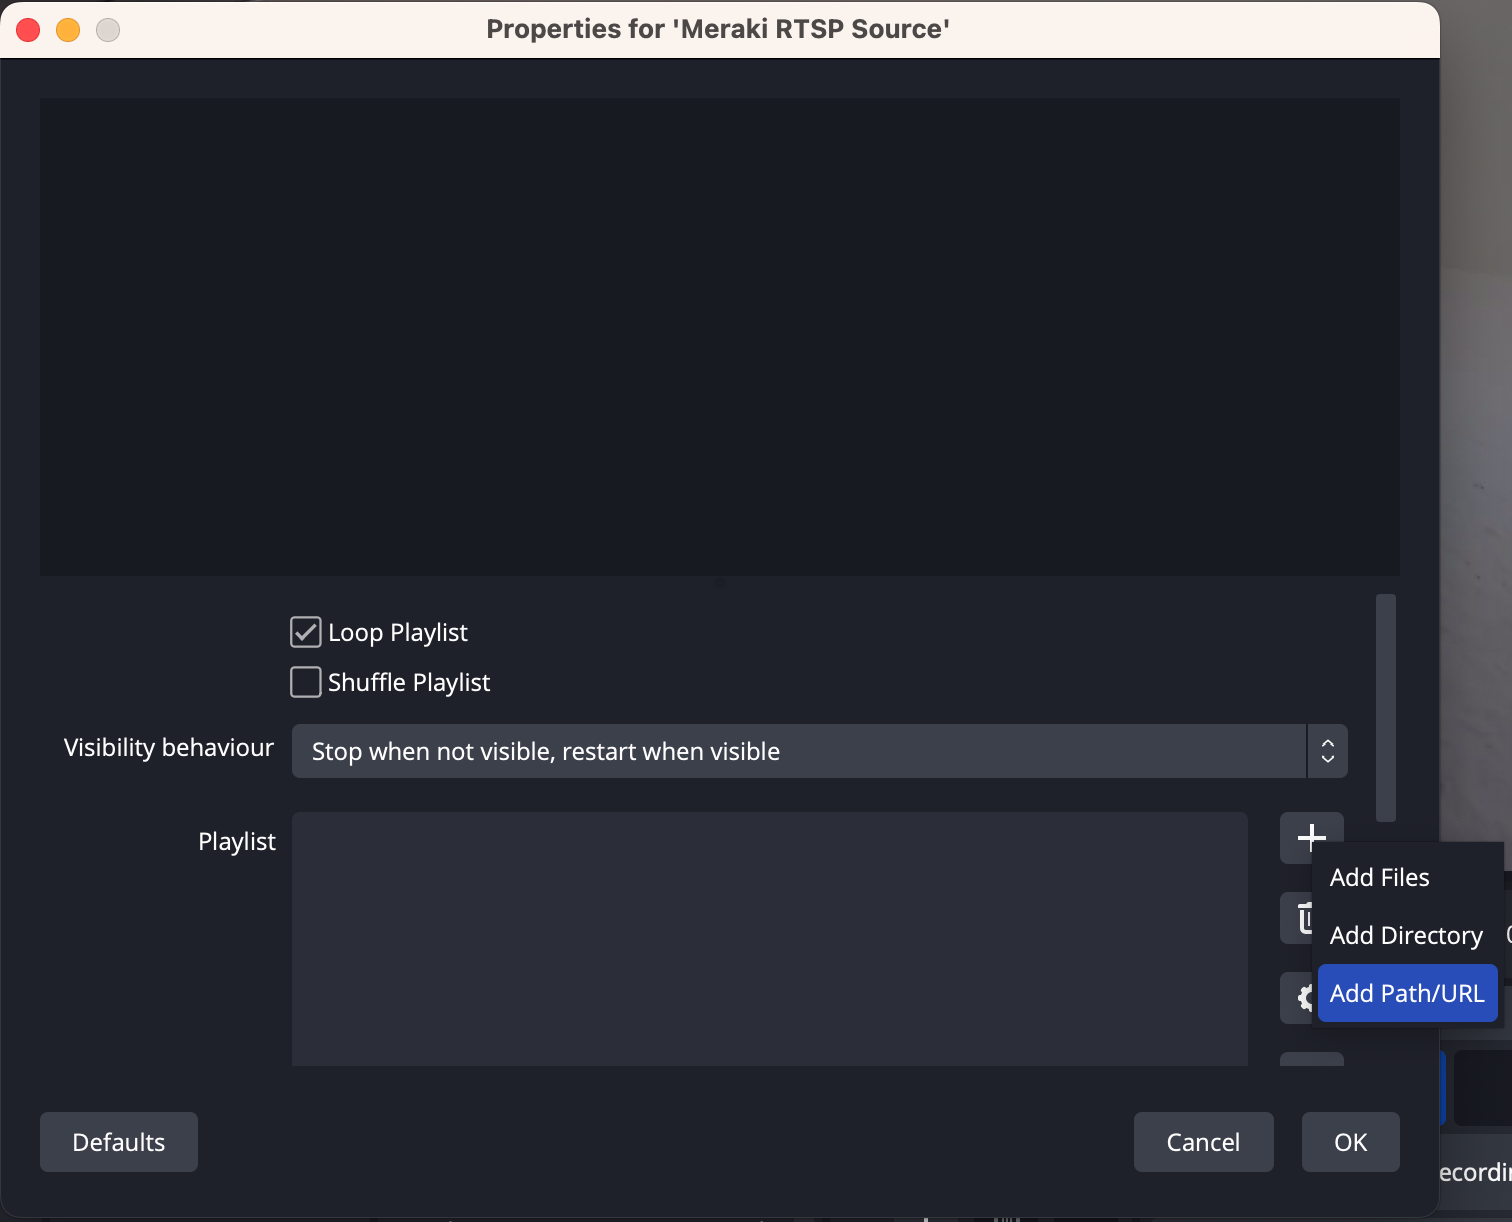 Properties for 'Meraki RTSP Source'
Loop Playlist
Shuffle Playlist
Visibility behaviour
Stop when not visible, restart when visible
Playlist
Add Files
Add Directory
Add Path/URL
Defaults
Cancel
OK